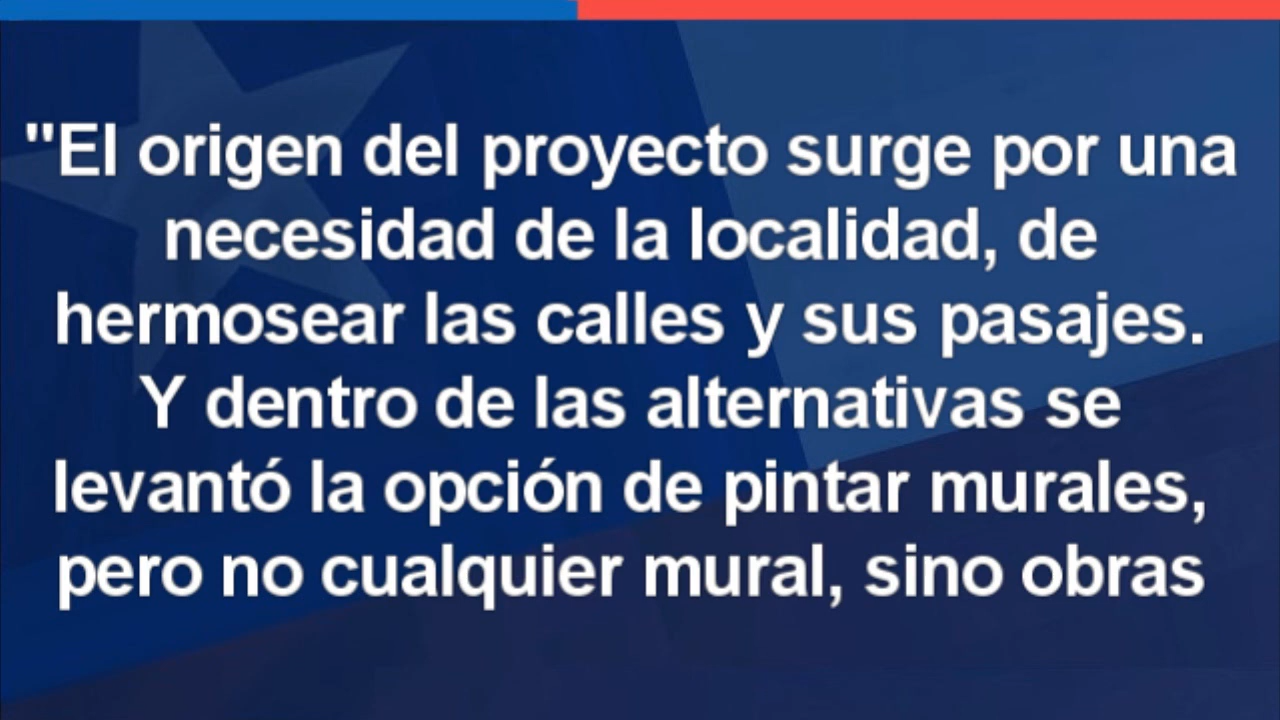 "El origen del proyecto surge por una
necesidad de la localidad, de
hermosear las calles y sus pasajes.
Y dentro de las alternativas se
levantó la opción de pintar murales,
pero no cualquier mural, sino obras